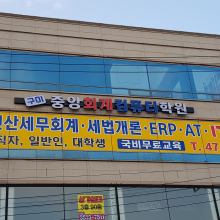 구미 중앙회계컴퓨터학원
전산세무회계·세법개론·ERP·AT·IT
직자, 일반인, 대학생 국비무료교육 T.47